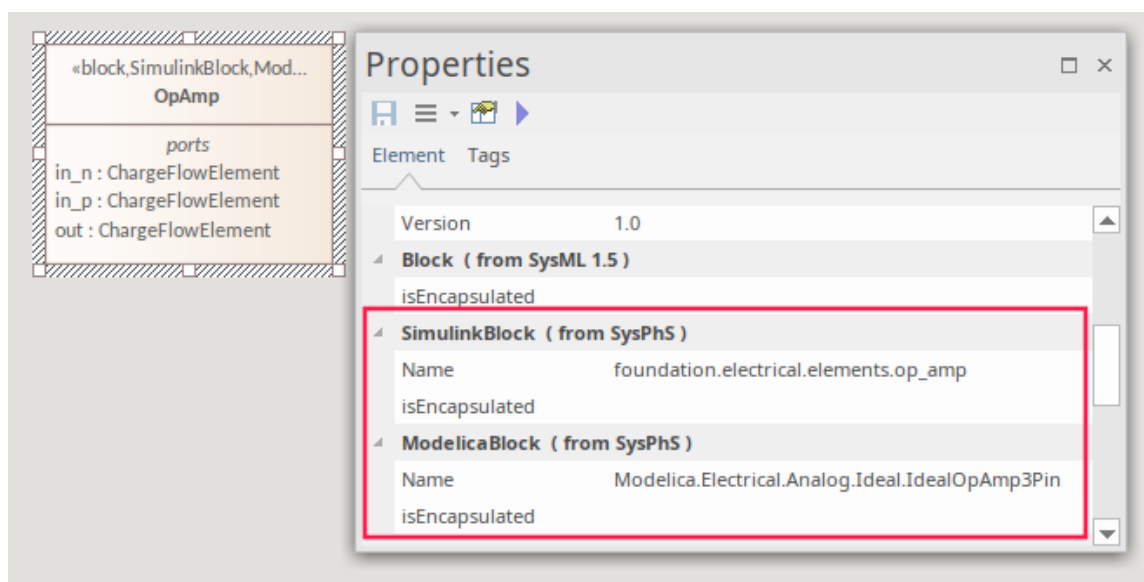 «block,SimulinkBlock,Mod...
OpAmp
ports
in_n : ChargeFlowElement
in_p : ChargeFlowElement
out : ChargeFlowElement
Properties
Element Tags
Version 1.0
Block ( from SysML 1.5 )
isEncapsulated
SimulinkBlock ( from SysPhS )
Name foundation.electrical.elements.op_amp
isEncapsulated
ModelicaBlock ( from SysPhS )
Name Modelica.Electrical.Analog.Ideal.IdealOpAmp3Pin
isEncapsulated